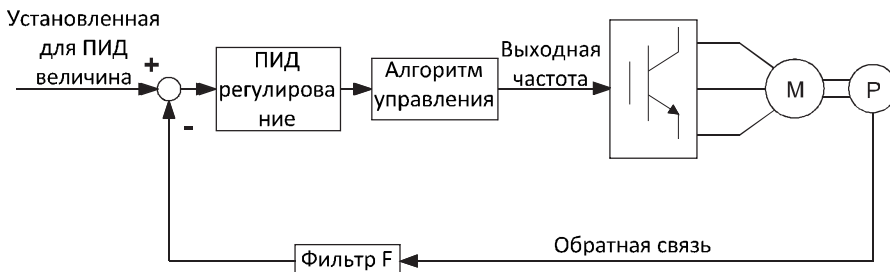 Установленная
для ПИД
величина
+
-
ПИД
регулирова
ние
Алгоритм
управления
Выходная
частота
M
P
Обратная связь
Фильтр F